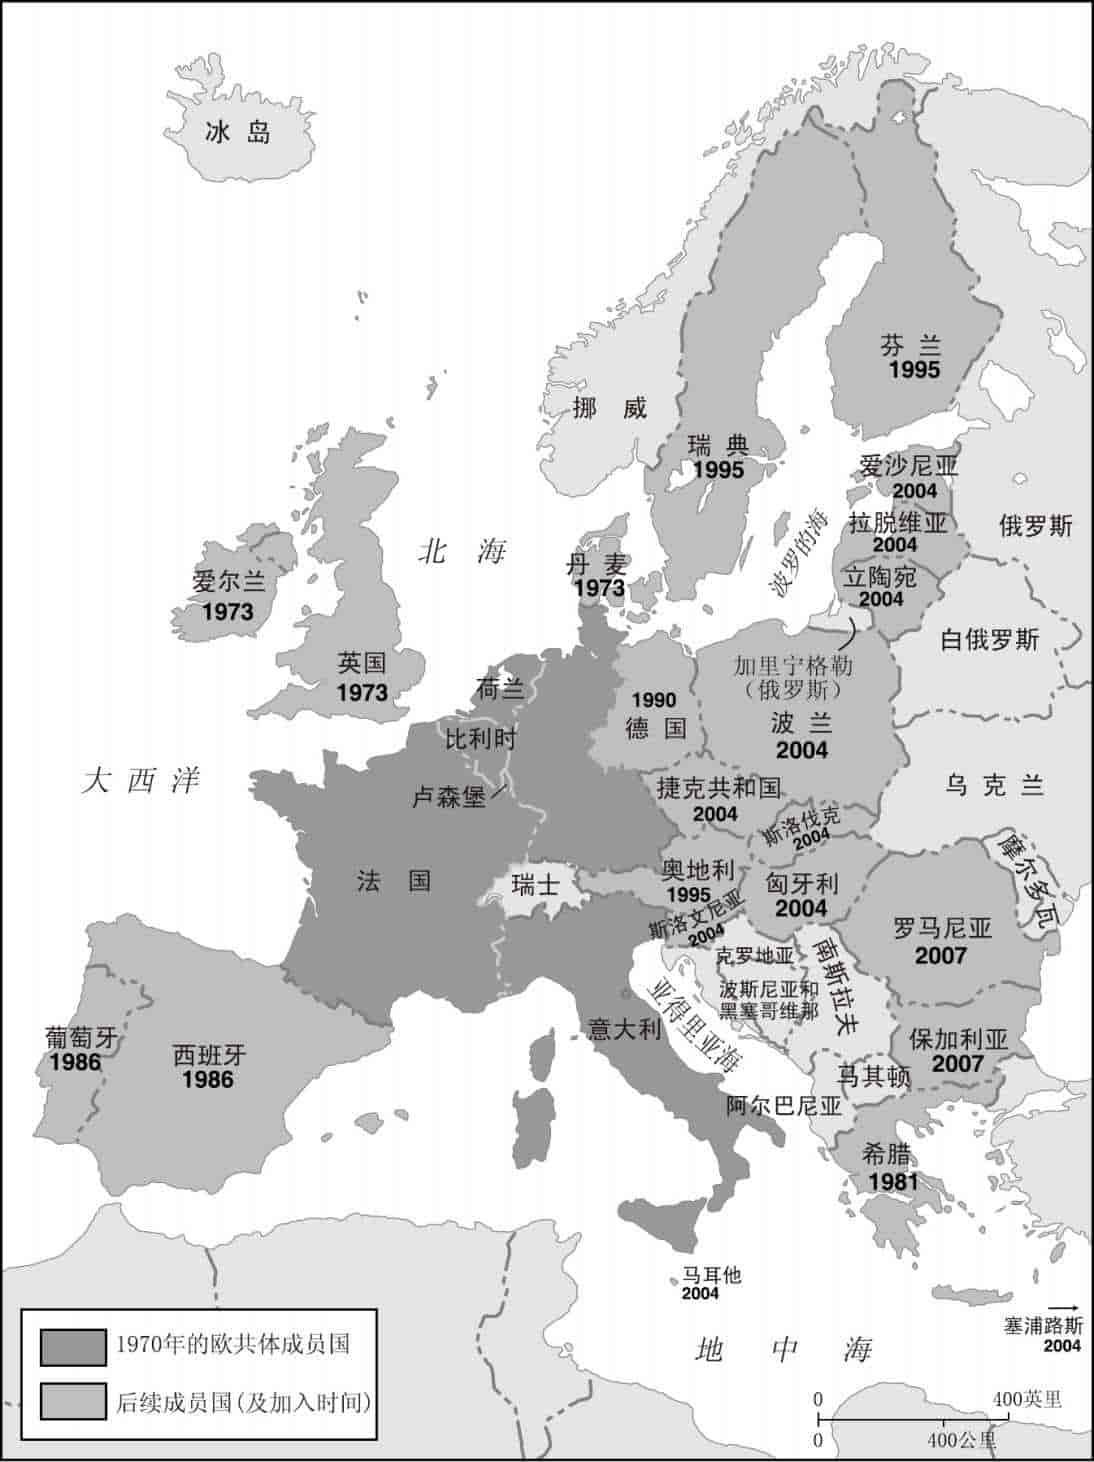 冰 岛
芬 兰
1995
挪 威
瑞 典
1995
爱沙尼亚
2004
拉脱维亚
2004
俄罗斯
北 海
波罗的海
丹 麦
1973
爱尔兰
1973
立陶宛
2004
白俄罗斯
英国
1973
加里宁格勒
(俄罗斯)
荷兰
1990
德 国
波 兰
2004
比利时
大 西 洋
卢森堡
捷克共和国
2004
乌 克 兰
斯洛伐克
2004
摩尔多瓦
法 国
瑞士
奥地利
1995
匈牙利
2004
斯洛文尼亚
2004
罗马尼亚
2007
克罗地亚
南斯拉夫
波斯尼亚和
黑塞哥维那
亚得里亚海
葡萄牙
1986
西班牙
1986
意大利
保加利亚
2007
马其顿
阿尔巴尼亚
希腊
1981
马耳他
2004
塞浦路斯
2004
地 中 海
1970年的欧共体成员国
后续成员国(及加入时间)
0 400英里
0 400公里